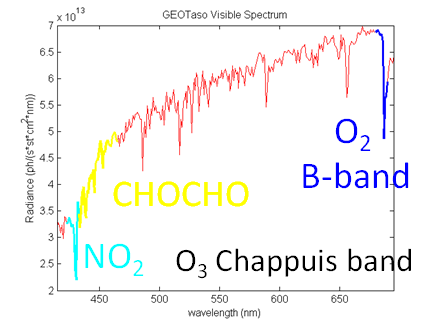 GEOTaso Visible Spectrum
x 10^13
7
6.5
6
5.5
5
4.5
4
3.5
3
2.5
2
Radiance (ph/(s*st*cm²*nm))
O₂
B-band
CHOCHO
NO₂
O₃ Chappuis band
450 500 550 600 650
wavelength (nm)